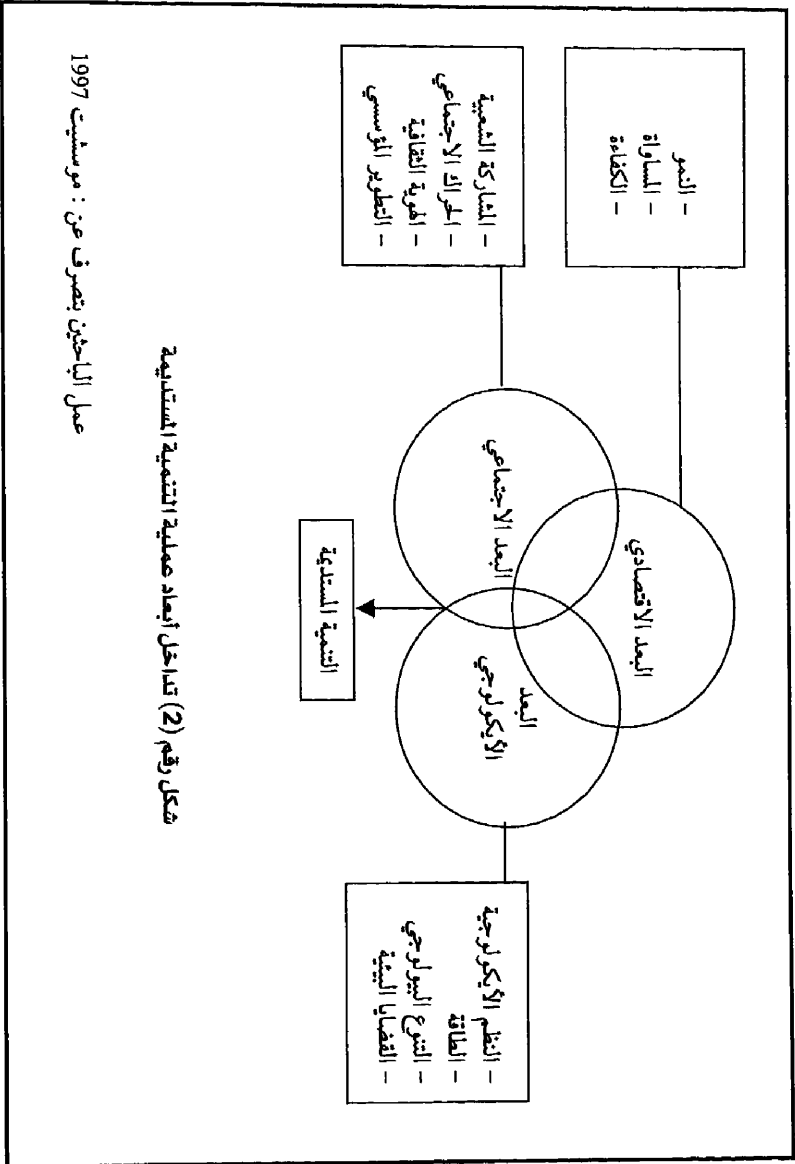 - النمو
- المساواة
- الكفاءة
- المشاركة الشعبية
- الحراك الاجتماعي
- الهوية الثقافية
- التطوير المؤسسي
البعد الاقتصادي
البعد الاجتماعي
البعد
الأيكولوجي
- النظم الأيكولوجية
- الطاقة
- التنوع البيولوجي
- القضايا البيئية
التنمية المستديمة
شكل رقم (2) تداخل أبعاد عملية التنمية المستديمة
عمل الباحثين بتصرف عن : موسشيت 1997